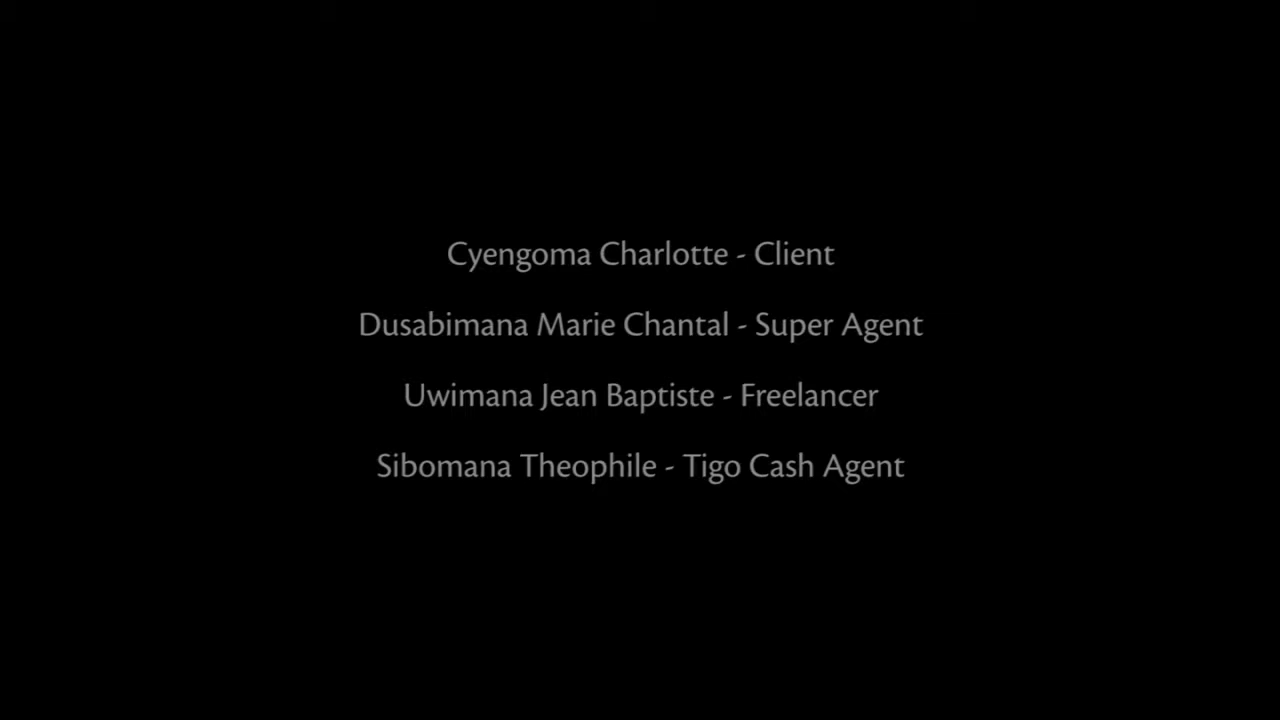 Cyengoma Charlotte - Client
Dusabimana Marie Chantal - Super Agent
Uwimana Jean Baptiste - Freelancer
Sibomana Theophile - Tigo Cash Agent